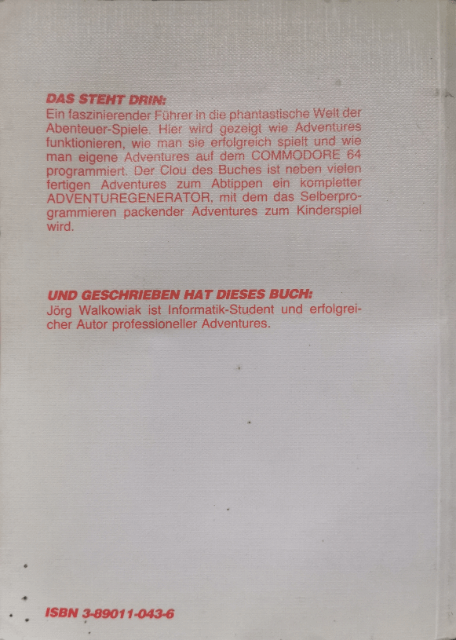 DAS STEHT DRIN:
Ein faszinierender Führer in die phantastische Welt der
Abenteuer-Spiele. Hier wird gezeigt wie Adventures
funktionieren, wie man sie erfolgreich spielt und wie
man eigene Adventures auf dem COMMODORE 64
programmiert. Der Clou des Buches ist neben vielen
fertigen Adventures zum Abtippen ein kompletter
ADVENTUREGENERATOR, mit dem das Selberpro-
grammieren packender Adventures zum Kinderspiel
wird.
UND GESCHRIEBEN HAT DIESES BUCH:
Jörg Walkowiak ist Informatik-Student und erfolgrei-
cher Autor professioneller Adventures.
ISBN 3-89011-043-6